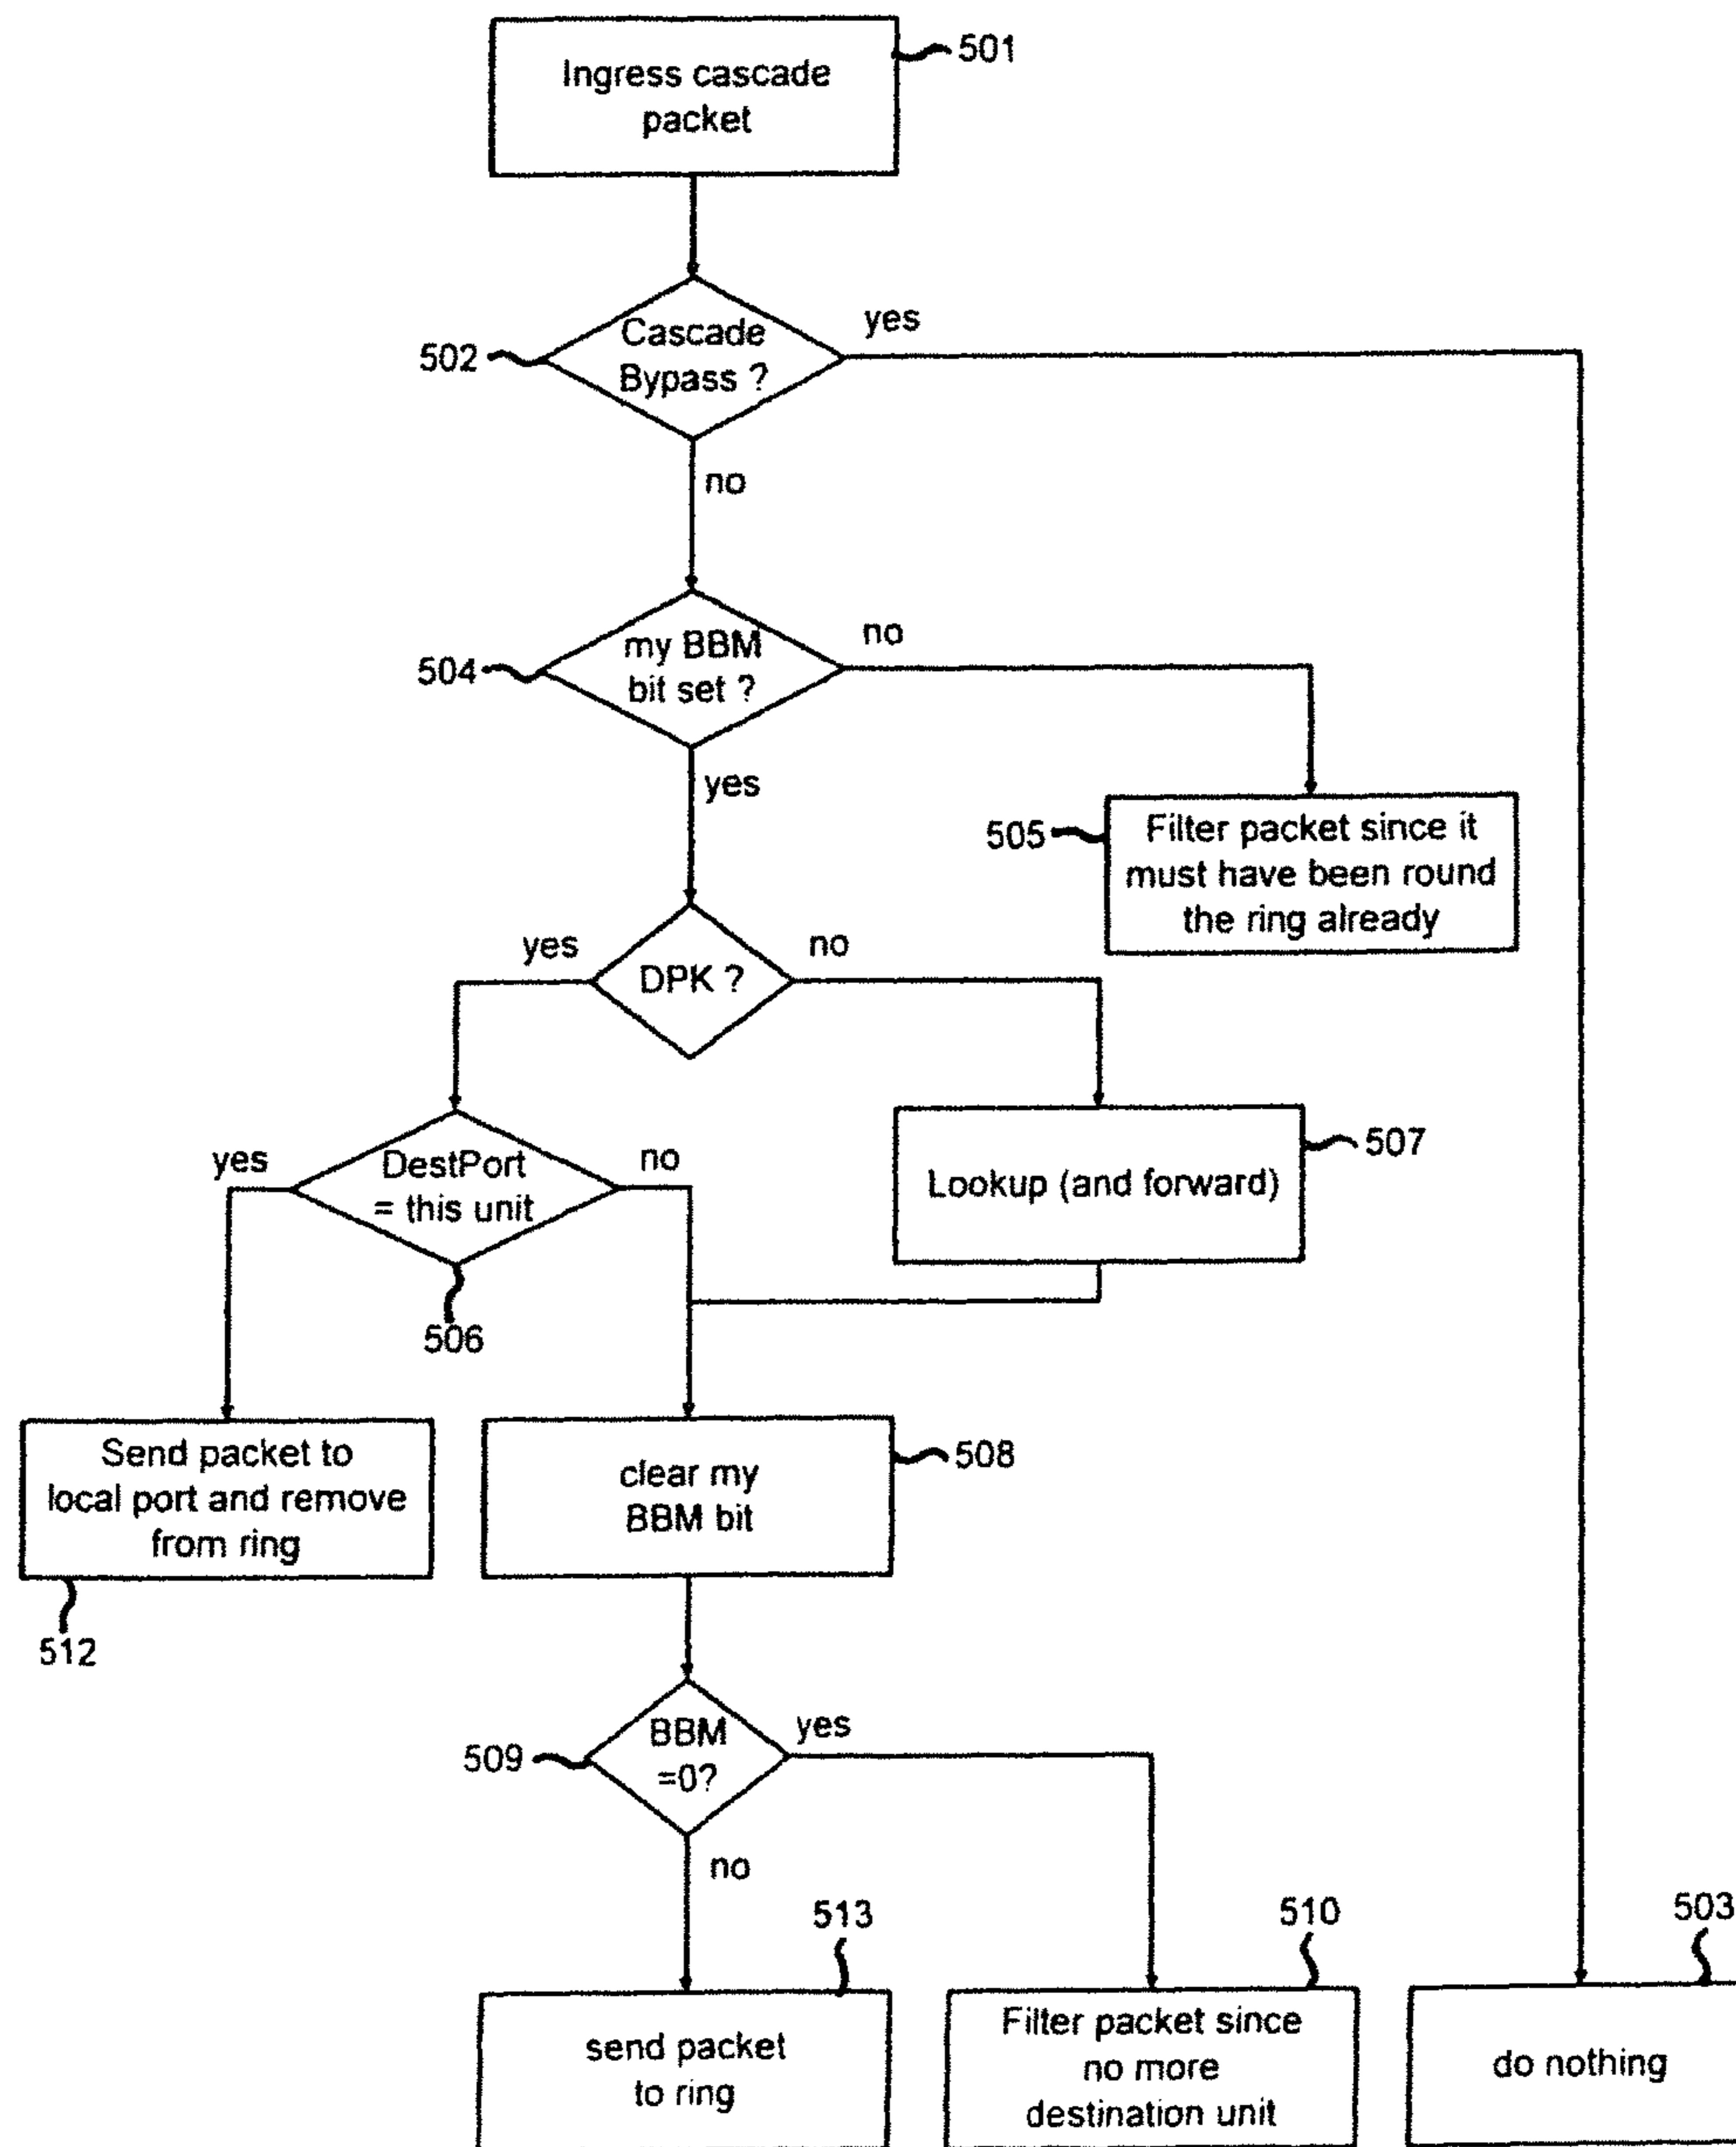 Ingress cascade
packet
501
Cascade
Bypass ?
502
yes
no
my BBM
bit set ?
504
no
yes
505
Filter packet since it
must have been round
the ring already
DPK ?
yes
no
DestPort
= this unit
yes
no
506
Lookup (and forward)
507
Send packet to
local port and remove
from ring
512
clear my
BBM bit
508
BBM
=0?
509
yes
no
513
send packet
to ring
510
Filter packet since
no more
destination unit
503
do nothing